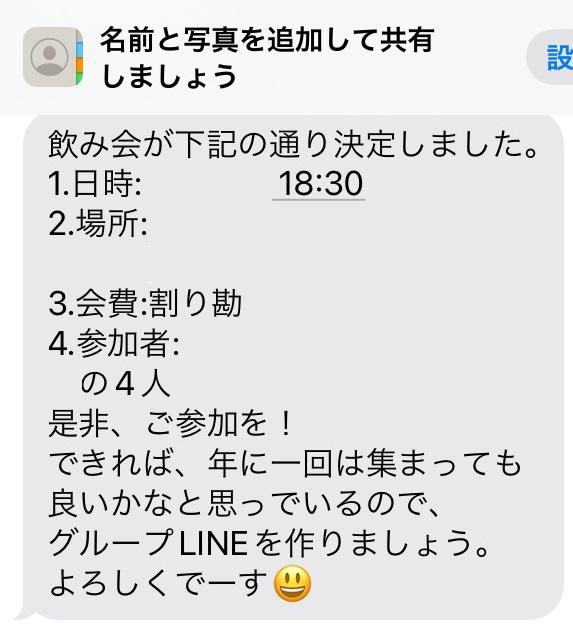 名前と写真を追加して共有
しましょう
設
飲み会が下記の通り決定しました。
1.日時: 18:30
2.場所:
3.会費:割り勘
4.参加者:
の4人
是非、ご参加を！
できれば、年に一回は集まっても
良いかなと思っでいるので、
グループLINEを作りましょう。
よろしくでーす😃